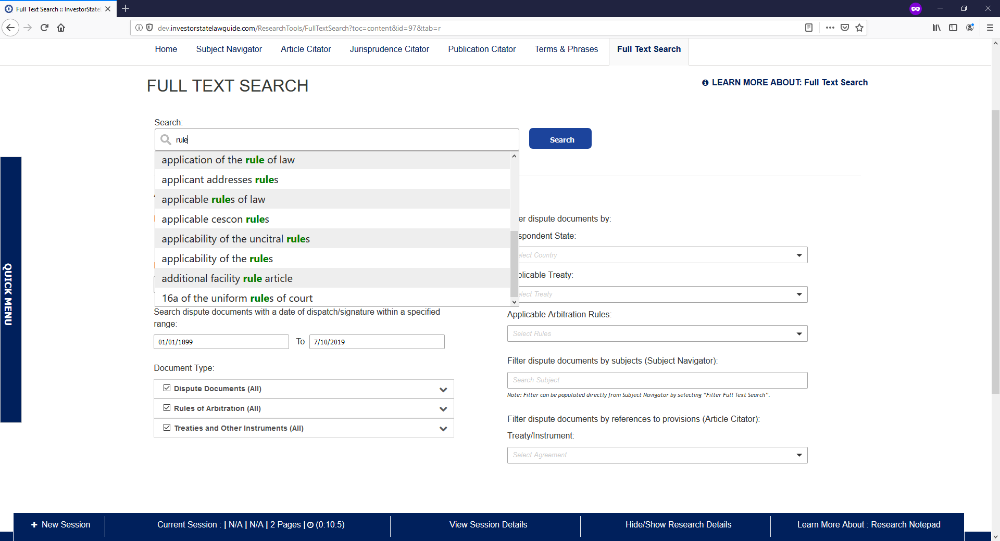 Full Text Search :: InvestorStateL
dev.investorstatelawguide.com/ResearchTools/FullTextSearch?toc=content&id=97&tab=r
Home
Subject Navigator
Article Citator
Jurisprudence Citator
Publication Citator
Terms & Phrases
Full Text Search
FULL TEXT SEARCH
LEARN MORE ABOUT: Full Text Search
Search:
rule
Search
application of the rule of law
applicant addresses rules
applicable rules of law
applicable cescon rules
applicability of the uncitral rules
applicability of the rules
additional facility rule article
16a of the uniform rules of court
QUICK MENU
er dispute documents by:
spondent State:
elect Country
plicable Treaty:
elect Treaty
Search dispute documents with a date of dispatch/signature within a specified
range:
01/01/1899
To
7/10/2019
Applicable Arbitration Rules:
Select Rules
Document Type:
Dispute Documents (All)
Rules of Arbitration (All)
Treaties and Other Instruments (All)
Filter dispute documents by subjects (Subject Navigator):
Search Subject
Note: Filter can be populated directly from Subject Navigator by selecting “Filter Full Text Search”.
Filter dispute documents by references to provisions (Article Citator):
Treaty/Instrument:
Select Agreement
New Session
Current Session : | N/A | N/A | 2 Pages | (0:10:5)
View Session Details
Hide/Show Research Details
Learn More About : Research Notepad